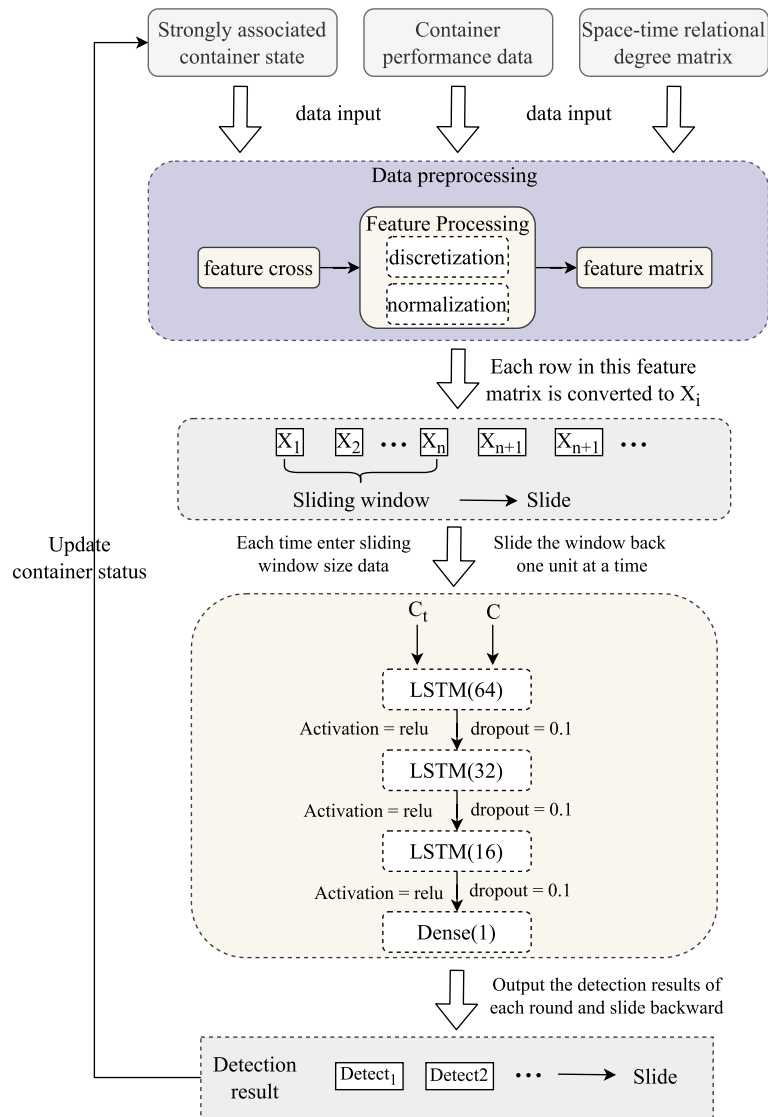 Strongly associated
container state
Container
performance data
Space-time relational
degree matrix
data input
data input
Data preprocessing
feature cross
Feature Processing
discretization
normalization
feature matrix
Each row in this feature
matrix is converted to Xi
X1
X2
•••
Xn
Xn+1
Xn+1
•••
Sliding window
Slide
Update
container status
Each time enter sliding
window size data
Slide the window back
one unit at a time
Ct
C
LSTM(64)
Activation = relu
dropout = 0.1
LSTM(32)
Activation = relu
dropout = 0.1
LSTM(16)
Activation = relu
dropout = 0.1
Dense(1)
Output the detection results of
each round and slide backward
Detection
result
Detect1
Detect2
•••
Slide